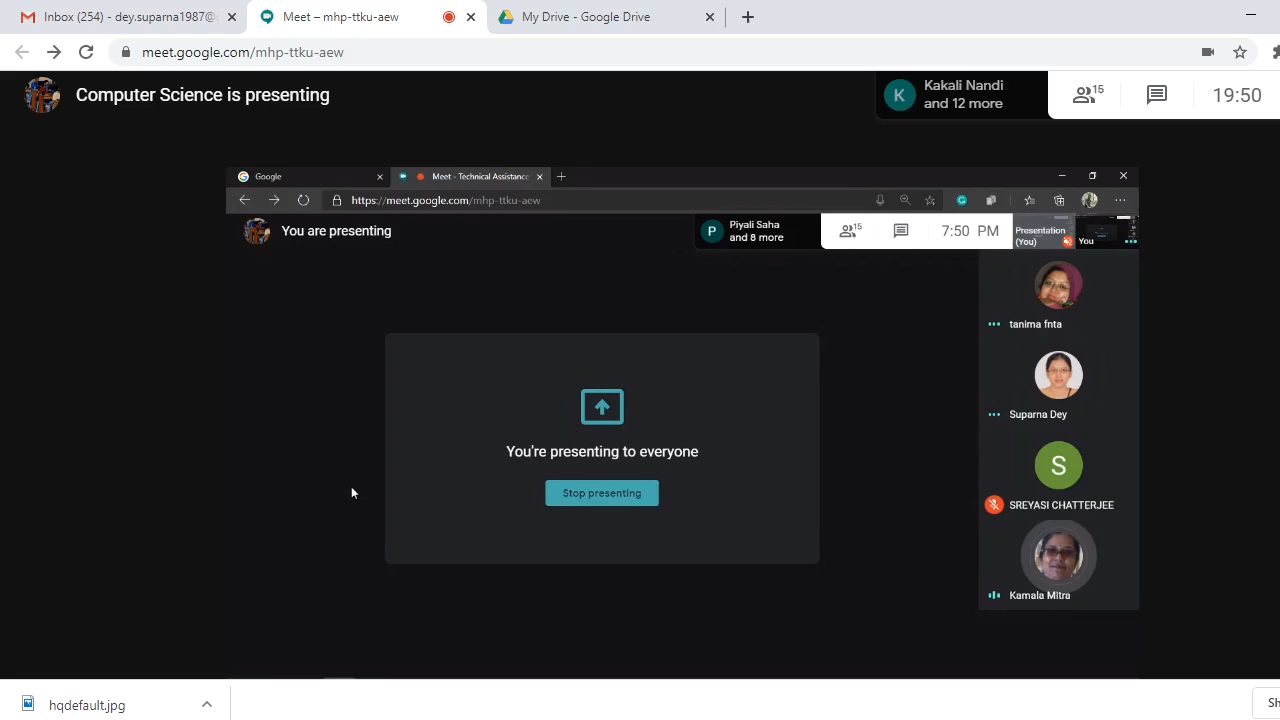 Inbox (254) - dey.suparna1987@
Meet – mhp-ttku-aew
My Drive - Google Drive
meet.google.com/mhp-ttku-aew
Computer Science is presenting
K
Kakali Nandi
and 12 more
15
19:50
Google
Meet - Technical Assistance
https://meet.google.com/mhp-ttku-aew
You are presenting
P
Piyali Saha
and 8 more
15
7:50 PM
Presentation
(You)
You
tanima fnta
Suparna Dey
S
SREYASI CHATTERJEE
Kamala Mitra
You're presenting to everyone
Stop presenting
hqdefault.jpg
Sh